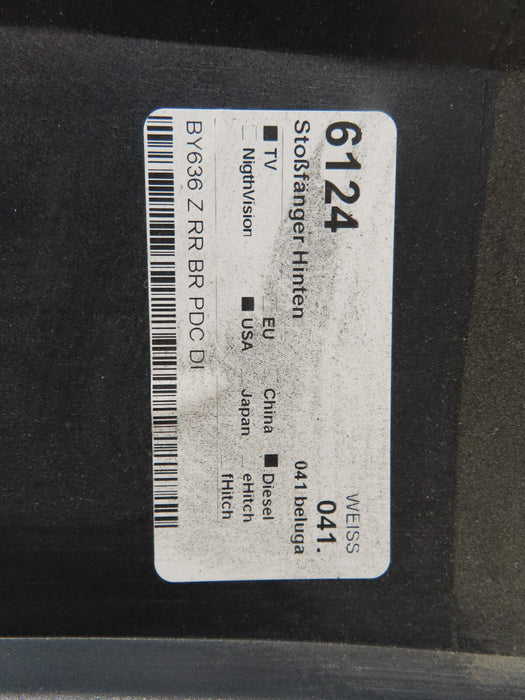 6124
WEISS
041.
Stoßfänger Hinten
041 beluga
■ TV
EU
China
■ Diesel
NigthVision
■ USA
Japan
eHitch
fHitch
BY636 Z RR BR PDC DI